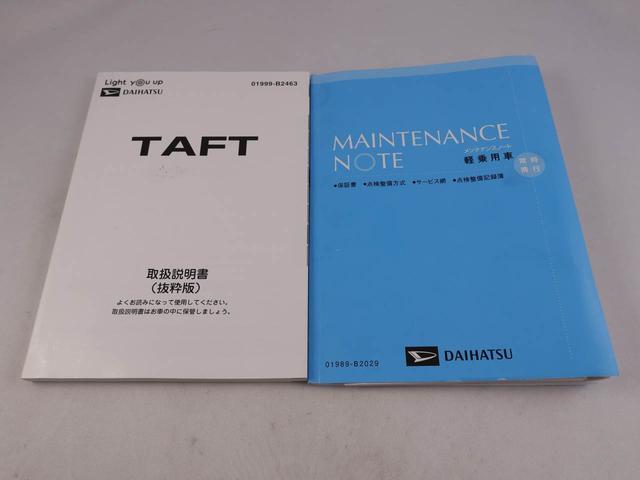 Light you up
DAIHATSU
01999-B2463
TAFT
取扱説明書
(抜粋版)
よくお読みになって使用してください。
取扱説明書はお車の中に保管しましょう。
MAINTENANCE
NOTE
メンテナンスノート
軽乗用車
常時
携行
●保証書 ●点検整備方式 ●サービス網 ●点検整備記録簿
01989-B2029
DAIHATSU